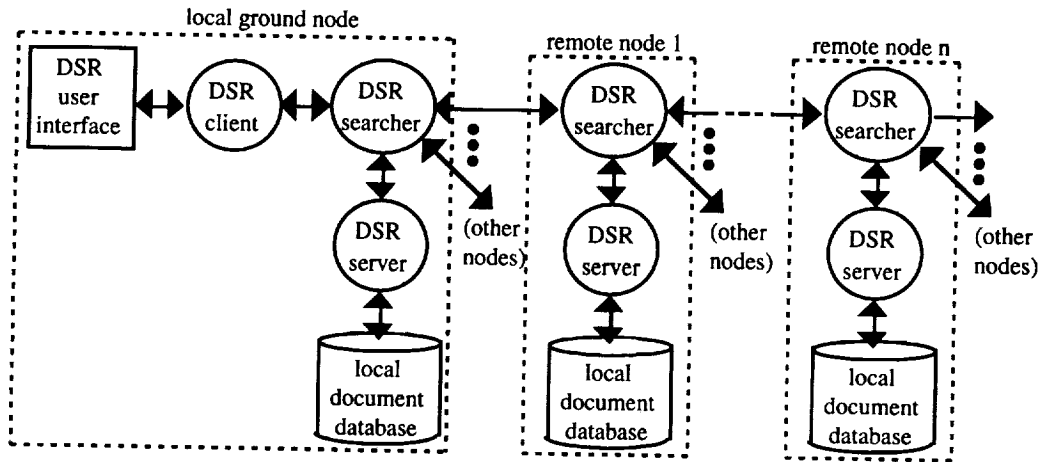 local ground node
DSR
user
interface
DSR
client
DSR
searcher
DSR
server
local
document
database
(other
nodes)
remote node 1
DSR
searcher
DSR
server
local
document
database
(other
nodes)
remote node n
DSR
searcher
DSR
server
local
document
database
(other
nodes)